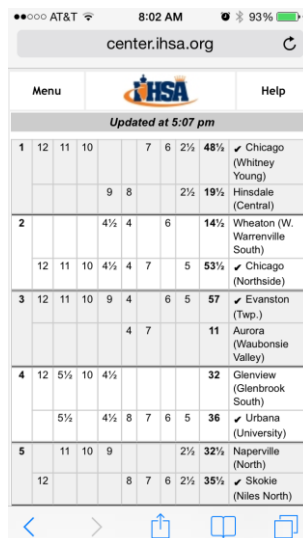 AT&T 8:02 AM 93%
center.ihsa.org
Menu IHSA Help
Updated at 5:07 pm
1 12 11 10 7 6 2½ 48½ ✔ Chicago
(Whitney
Young)
9 8 2½ 19½ Hinsdale
(Central)
2 4½ 4 6 14½ Wheaton (W.
Warrenville
South)
12 11 10 4½ 4 7 5 53½ ✔ Chicago
(Northside)
3 12 11 10 9 4 6 5 57 ✔ Evanston
(Twp.)
4 7 11 Aurora
(Waubonsie
Valley)
4 12 5½ 10 4½ 32 Glenview
(Glenbrook
South)
5½ 4½ 8 7 6 5 36 ✔ Urbana
(University)
5 11 10 9 2½ 32½ Naperville
(North)
12 8 7 6 2½ 35½ ✔ Skokie
(Niles North)